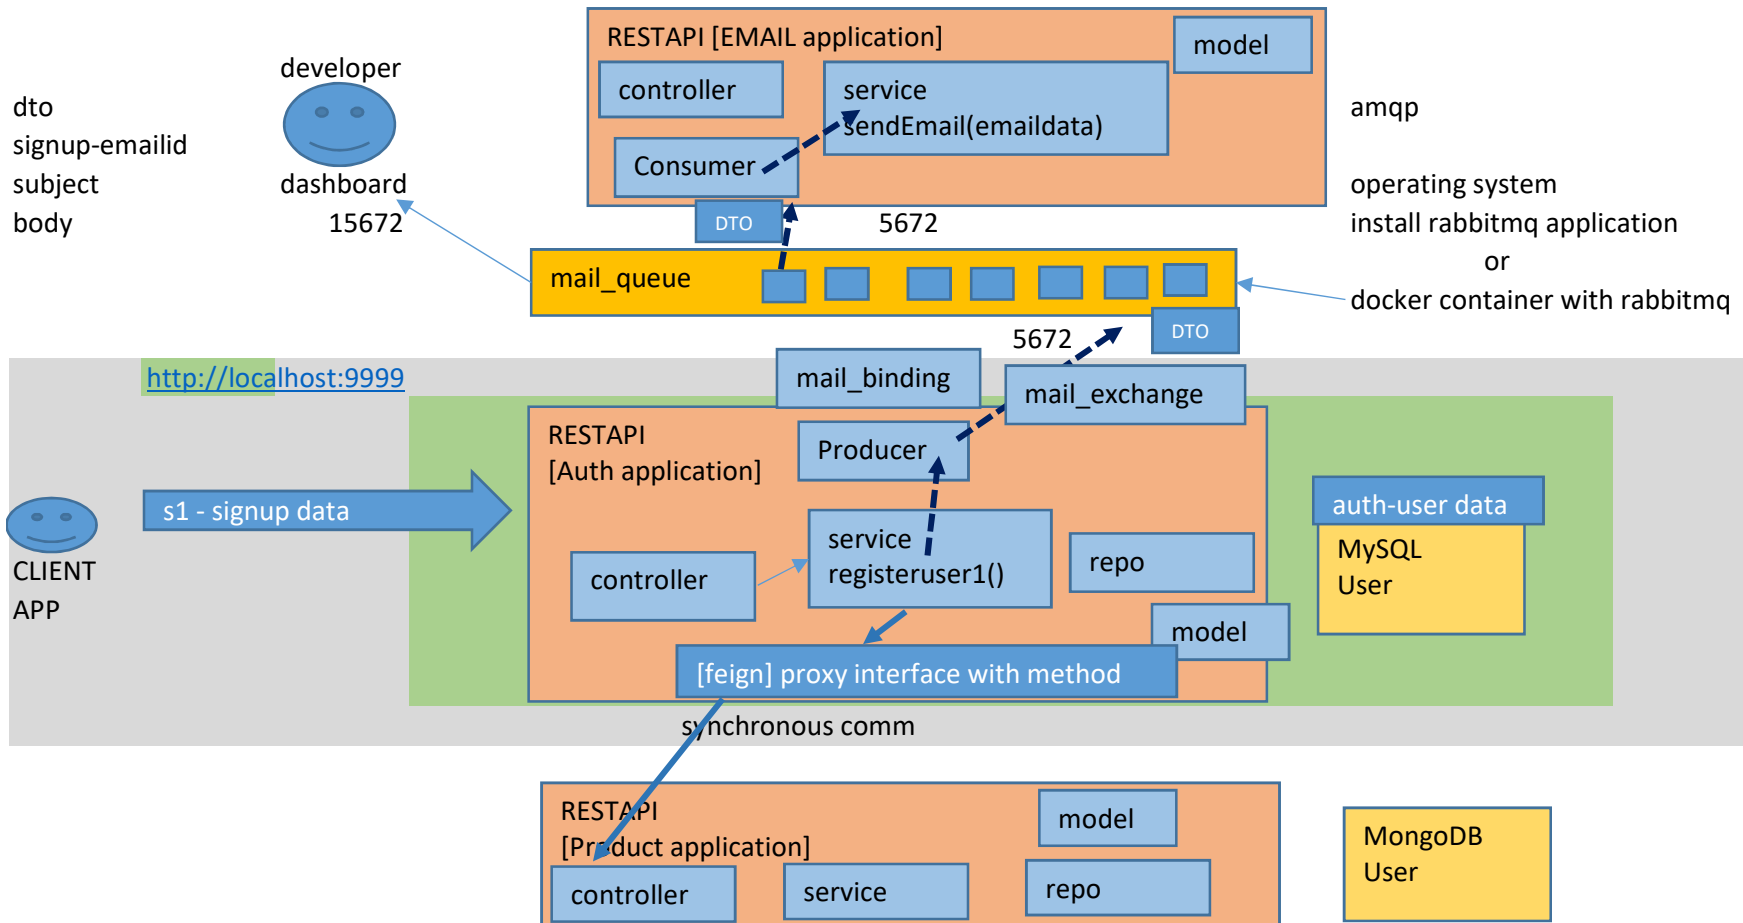 RESTAPI [EMAIL application]
model
developer
controller
service
sendEmail(emaildata)
dto
signup-emailid
subject
body
amqp
Consumer
dashboard
15672
operating system
install rabbitmq application
or
docker container with rabbitmq
DTO
5672
mail_queue
DTO
5672
http://localhost:9999
mail_binding
mail_exchange
RESTAPI
[Auth application]
Producer
s1 - signup data
auth-user data
MySQL
User
service
registeruser1()
controller
repo
CLIENT
APP
model
[feign] proxy interface with method
synchronous comm
RESTAPI
[Product application]
model
MongoDB
User
controller
service
repo